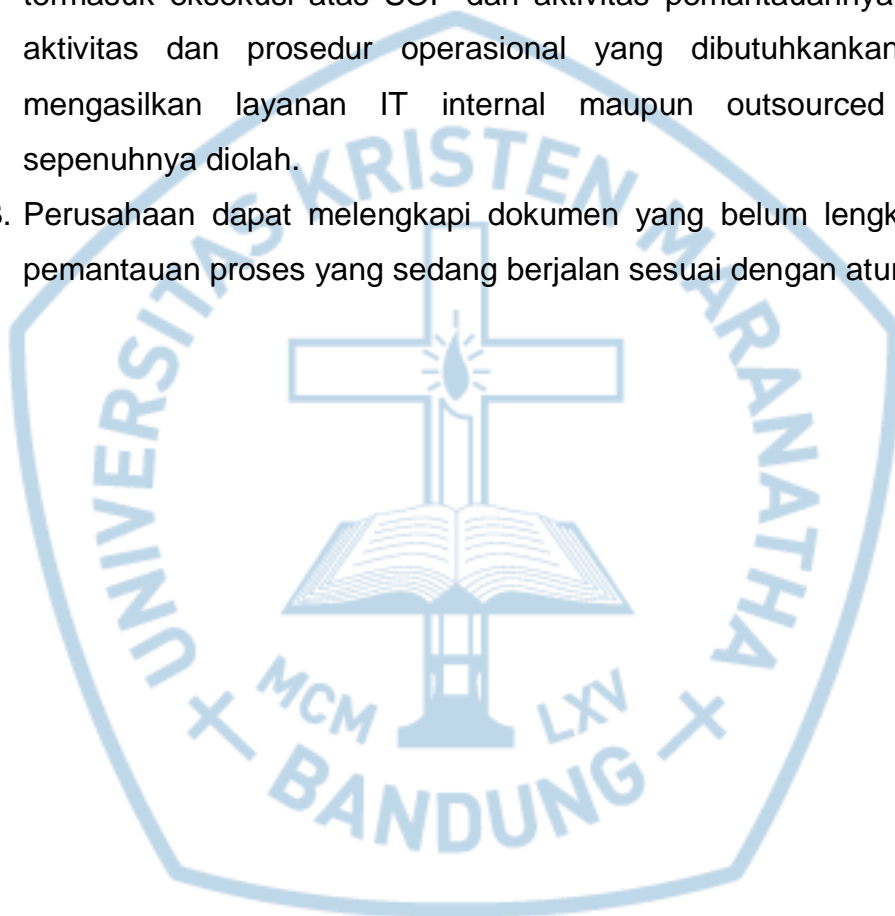 termasuk eksekusi atas SOP dan aktivitas pemantauannya
aktivitas dan prosedur operasional yang dibutuhkankan
mengasilkan layanan IT internal maupun outsourced
sepenuhnya diolah.
3. Perusahaan dapat melengkapi dokumen yang belum lengk
pemantauan proses yang sedang berjalan sesuai dengan atur
UNIVERSITAS KRISTEN MARANATHA
MCM LXV
BANDUNG